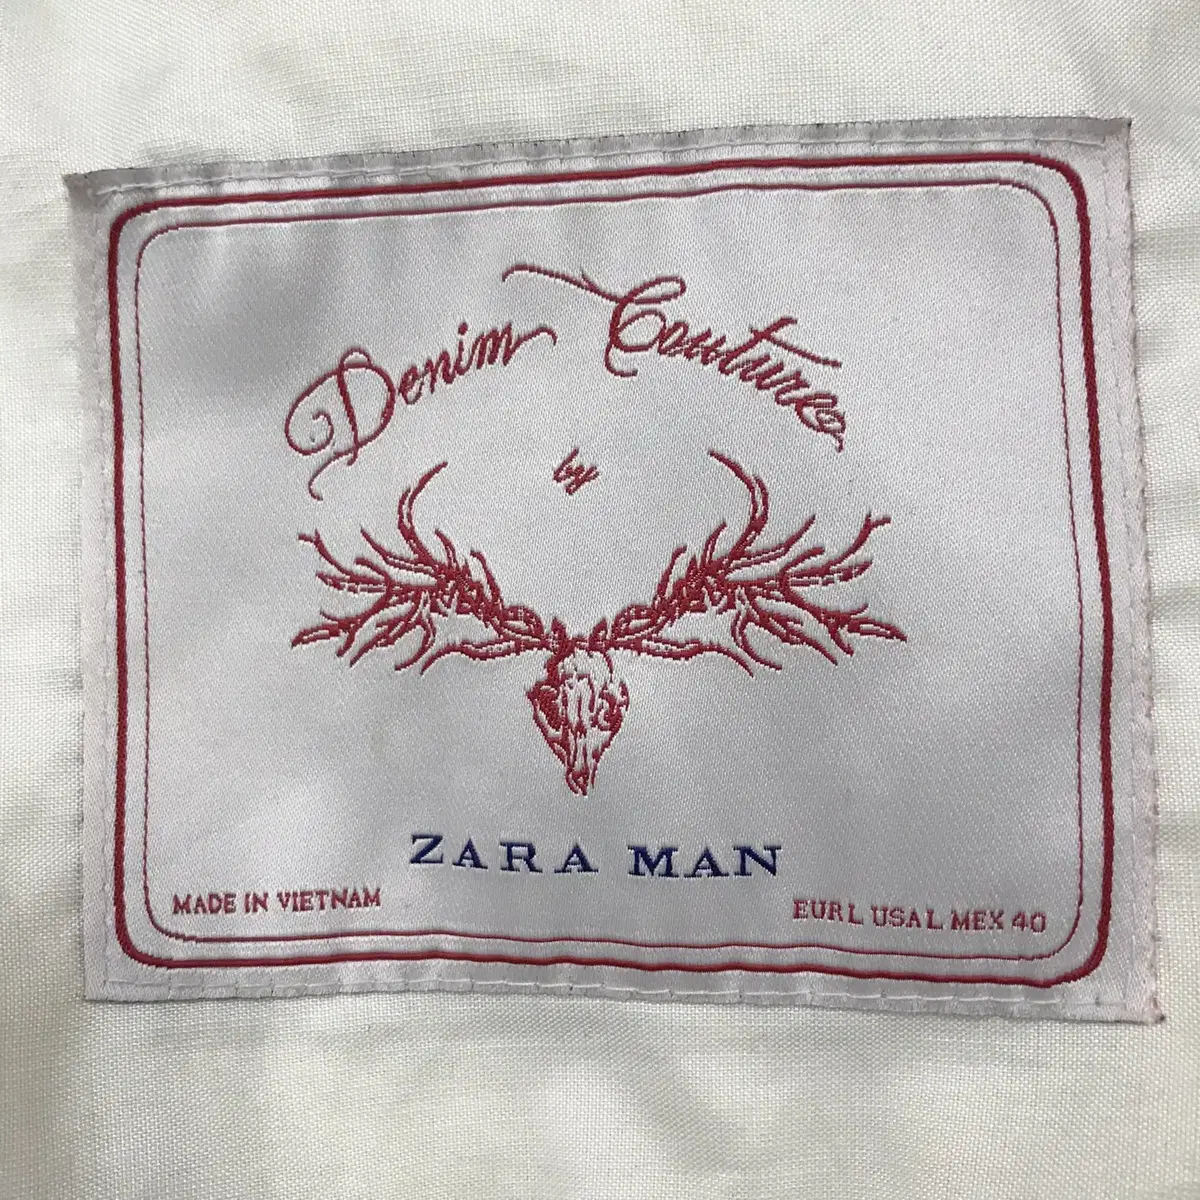 Denim Couture
by
ZARA MAN
MADE IN VIETNAM
EUR L USA L MEX 40